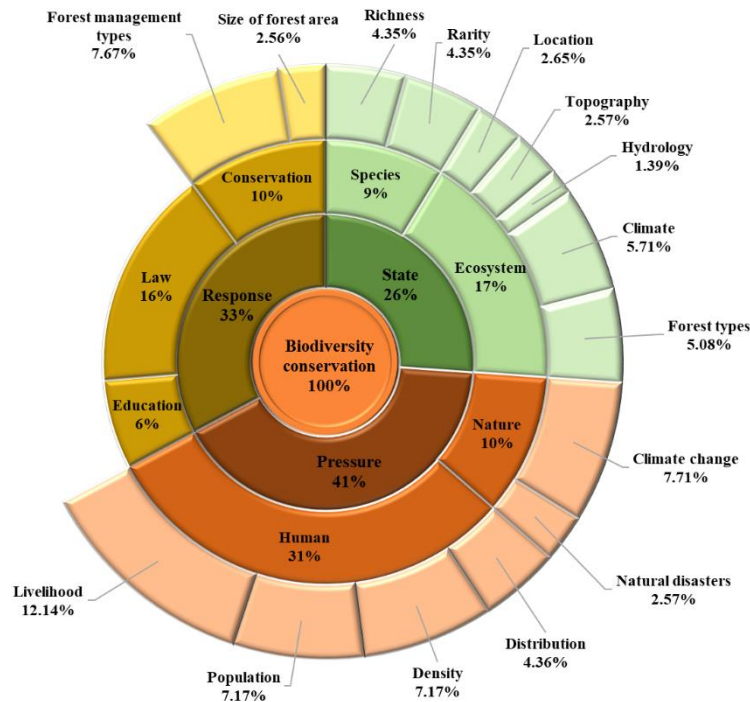 Forest management
types
7.67%
Size of forest area
2.56%
Richness
4.35%
Rarity
4.35%
Location
2.65%
Topography
2.57%
Hydrology
1.39%
Climate
5.71%
Forest types
5.08%
Conservation
10%
Species
9%
Ecosystem
17%
Law
16%
Response
33%
State
26%
Biodiversity
conservation
100%
Education
6%
Pressure
41%
Nature
10%
Human
31%
Climate change
7.71%
Natural disasters
2.57%
Distribution
4.36%
Density
7.17%
Population
7.17%
Livelihood
12.14%